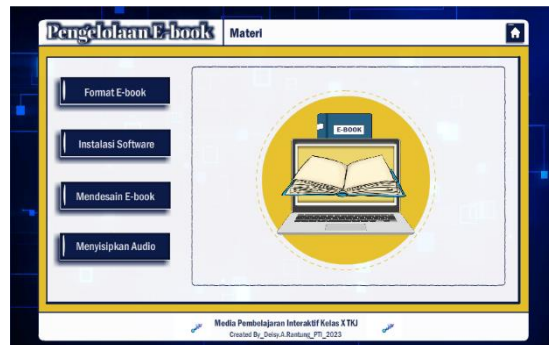 Pengelolaan E-book
Materi
Format E-book
Instalasi Software
Mendesain E-book
Menyisipkan Audio
E-BOOK
Media Pembelajaran Interaktif Kelas X TKJ
Created By_Deisy.A.Rantung_PTI_2023